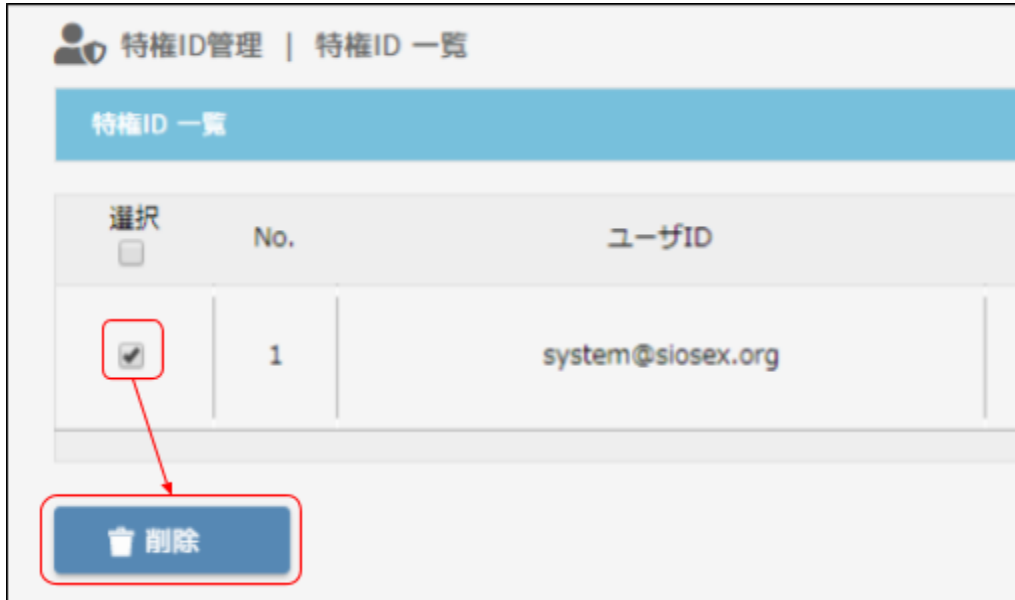 特権ID管理 | 特権ID 一覧
特権ID 一覧
選択 No. ユーザID
1 system@siosex.org
削除